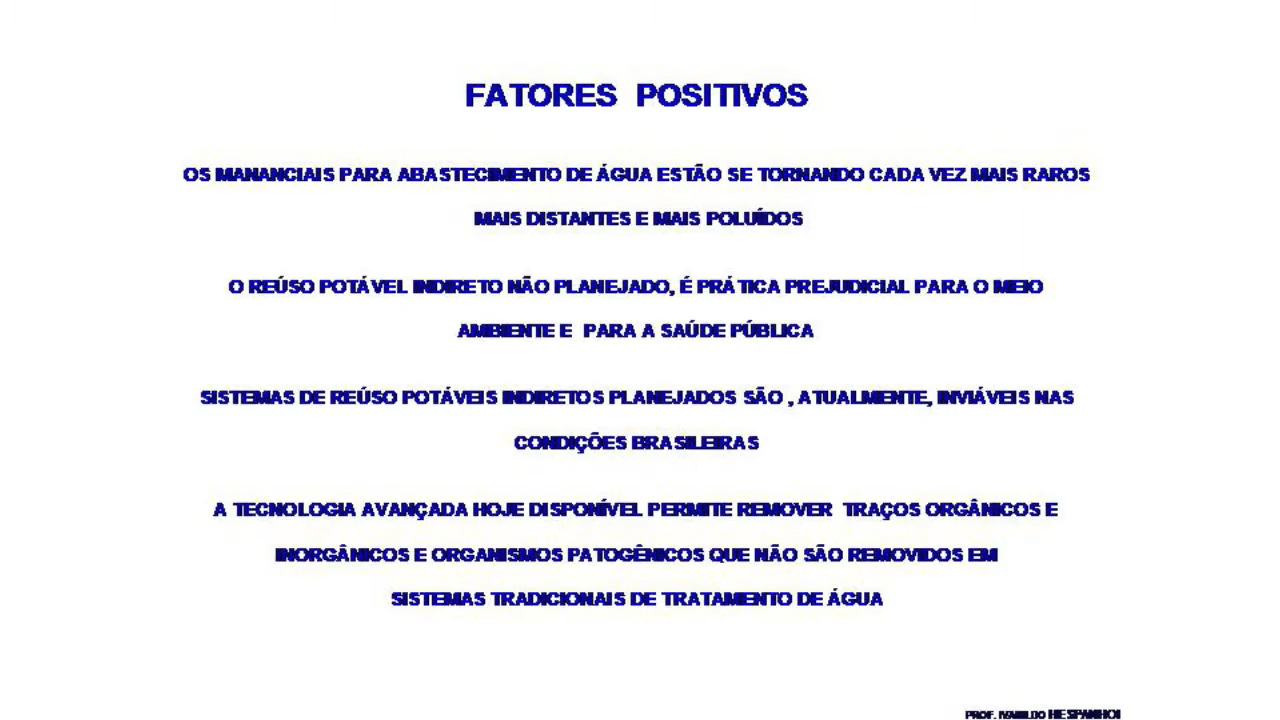 FATORES POSITIVOS
OS MANANCIAIS PARA ABASTECIMENTO DE ÁGUA ESTÃO SE TORNANDO CADA VEZ MAIS RAROS
MAIS DISTANTES E MAIS POLUÍDOS
O REÚSO POTÁVEL INDIRETO NÃO PLANEJADO, É PRÁTICA PREJUDICIAL PARA O MEIO
AMBIENTE E PARA A SAÚDE PÚBLICA
SISTEMAS DE REÚSO POTÁVEIS INDIRETOS PLANEJADOS SÃO , ATUALMENTE, INVIÁVEIS NAS
CONDIÇÕES BRASILEIRAS
A TECNOLOGIA AVANÇADA HOJE DISPONÍVEL PERMITE REMOVER TRAÇOS ORGÂNICOS E
INORGÂNICOS E ORGANISMOS PATOGÊNICOS QUE NÃO SÃO REMOVIDOS EM
SISTEMAS TRADICIONAIS DE TRATAMENTO DE ÁGUA
PROF. IVANILDO HESPANHOL